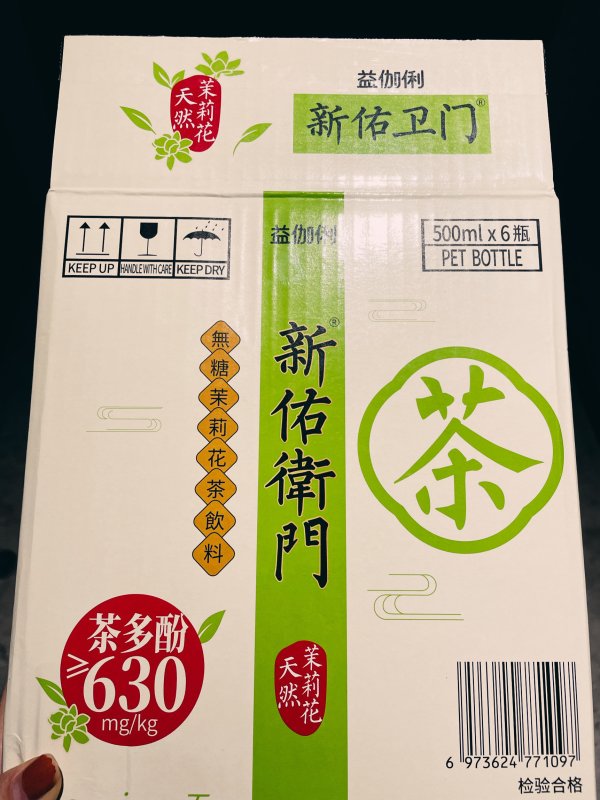 天然
茉莉花
益伽俐
新佑卫门®
KEEP UP
HANDLE WITH CARE
KEEP DRY
益伽俐
500ml x 6瓶
PET BOTTLE
無糖茉莉花茶飲料
新佑衛門®
茶
茶多酚
≥630
mg/kg
天然
茉莉花
6 973624 771097
检验合格